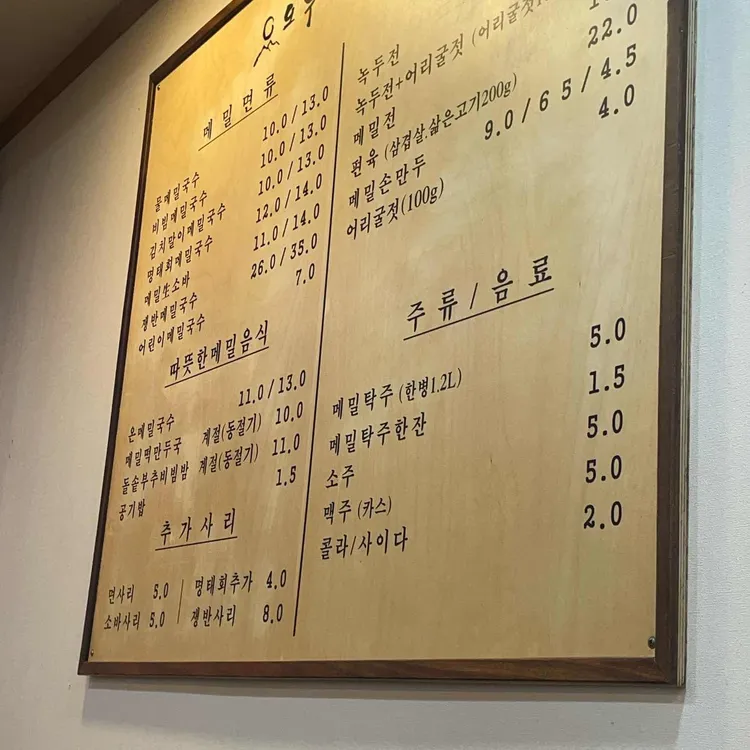 메밀면류
물메밀국수 10.0/13.0
비빔메밀국수 10.0/13.0
김치말이메밀국수 10.0/13.0
명태회메밀국수 12.0/14.0
메밀生소바 11.0/14.0
쟁반메밀국수 26.0/35.0
어린이메밀국수 7.0
따뜻한메밀음식
온메밀국수 11.0/13.0
메밀떡만두국 계절(동절기) 10.0
돌솥부추비빔밥 계절(동절기) 11.0
공기밥 1.5
추가사리
면사리 5.0 명태회추가 4.0
소바사리 5.0 쟁반사리 8.0
녹두전
녹두전+어리굴젓 (어리굴젓 22.0
메밀전
편육 (삼겹살,삶은고기200g) 9.0/6 5/4.5
메밀손만두 4.0
어리굴젓(100g)
주류/음료
메밀탁주 (한병1.2L) 5.0
메밀탁주한잔 1.5
소주 5.0
맥주 (카스) 5.0
콜라/사이다 2.0